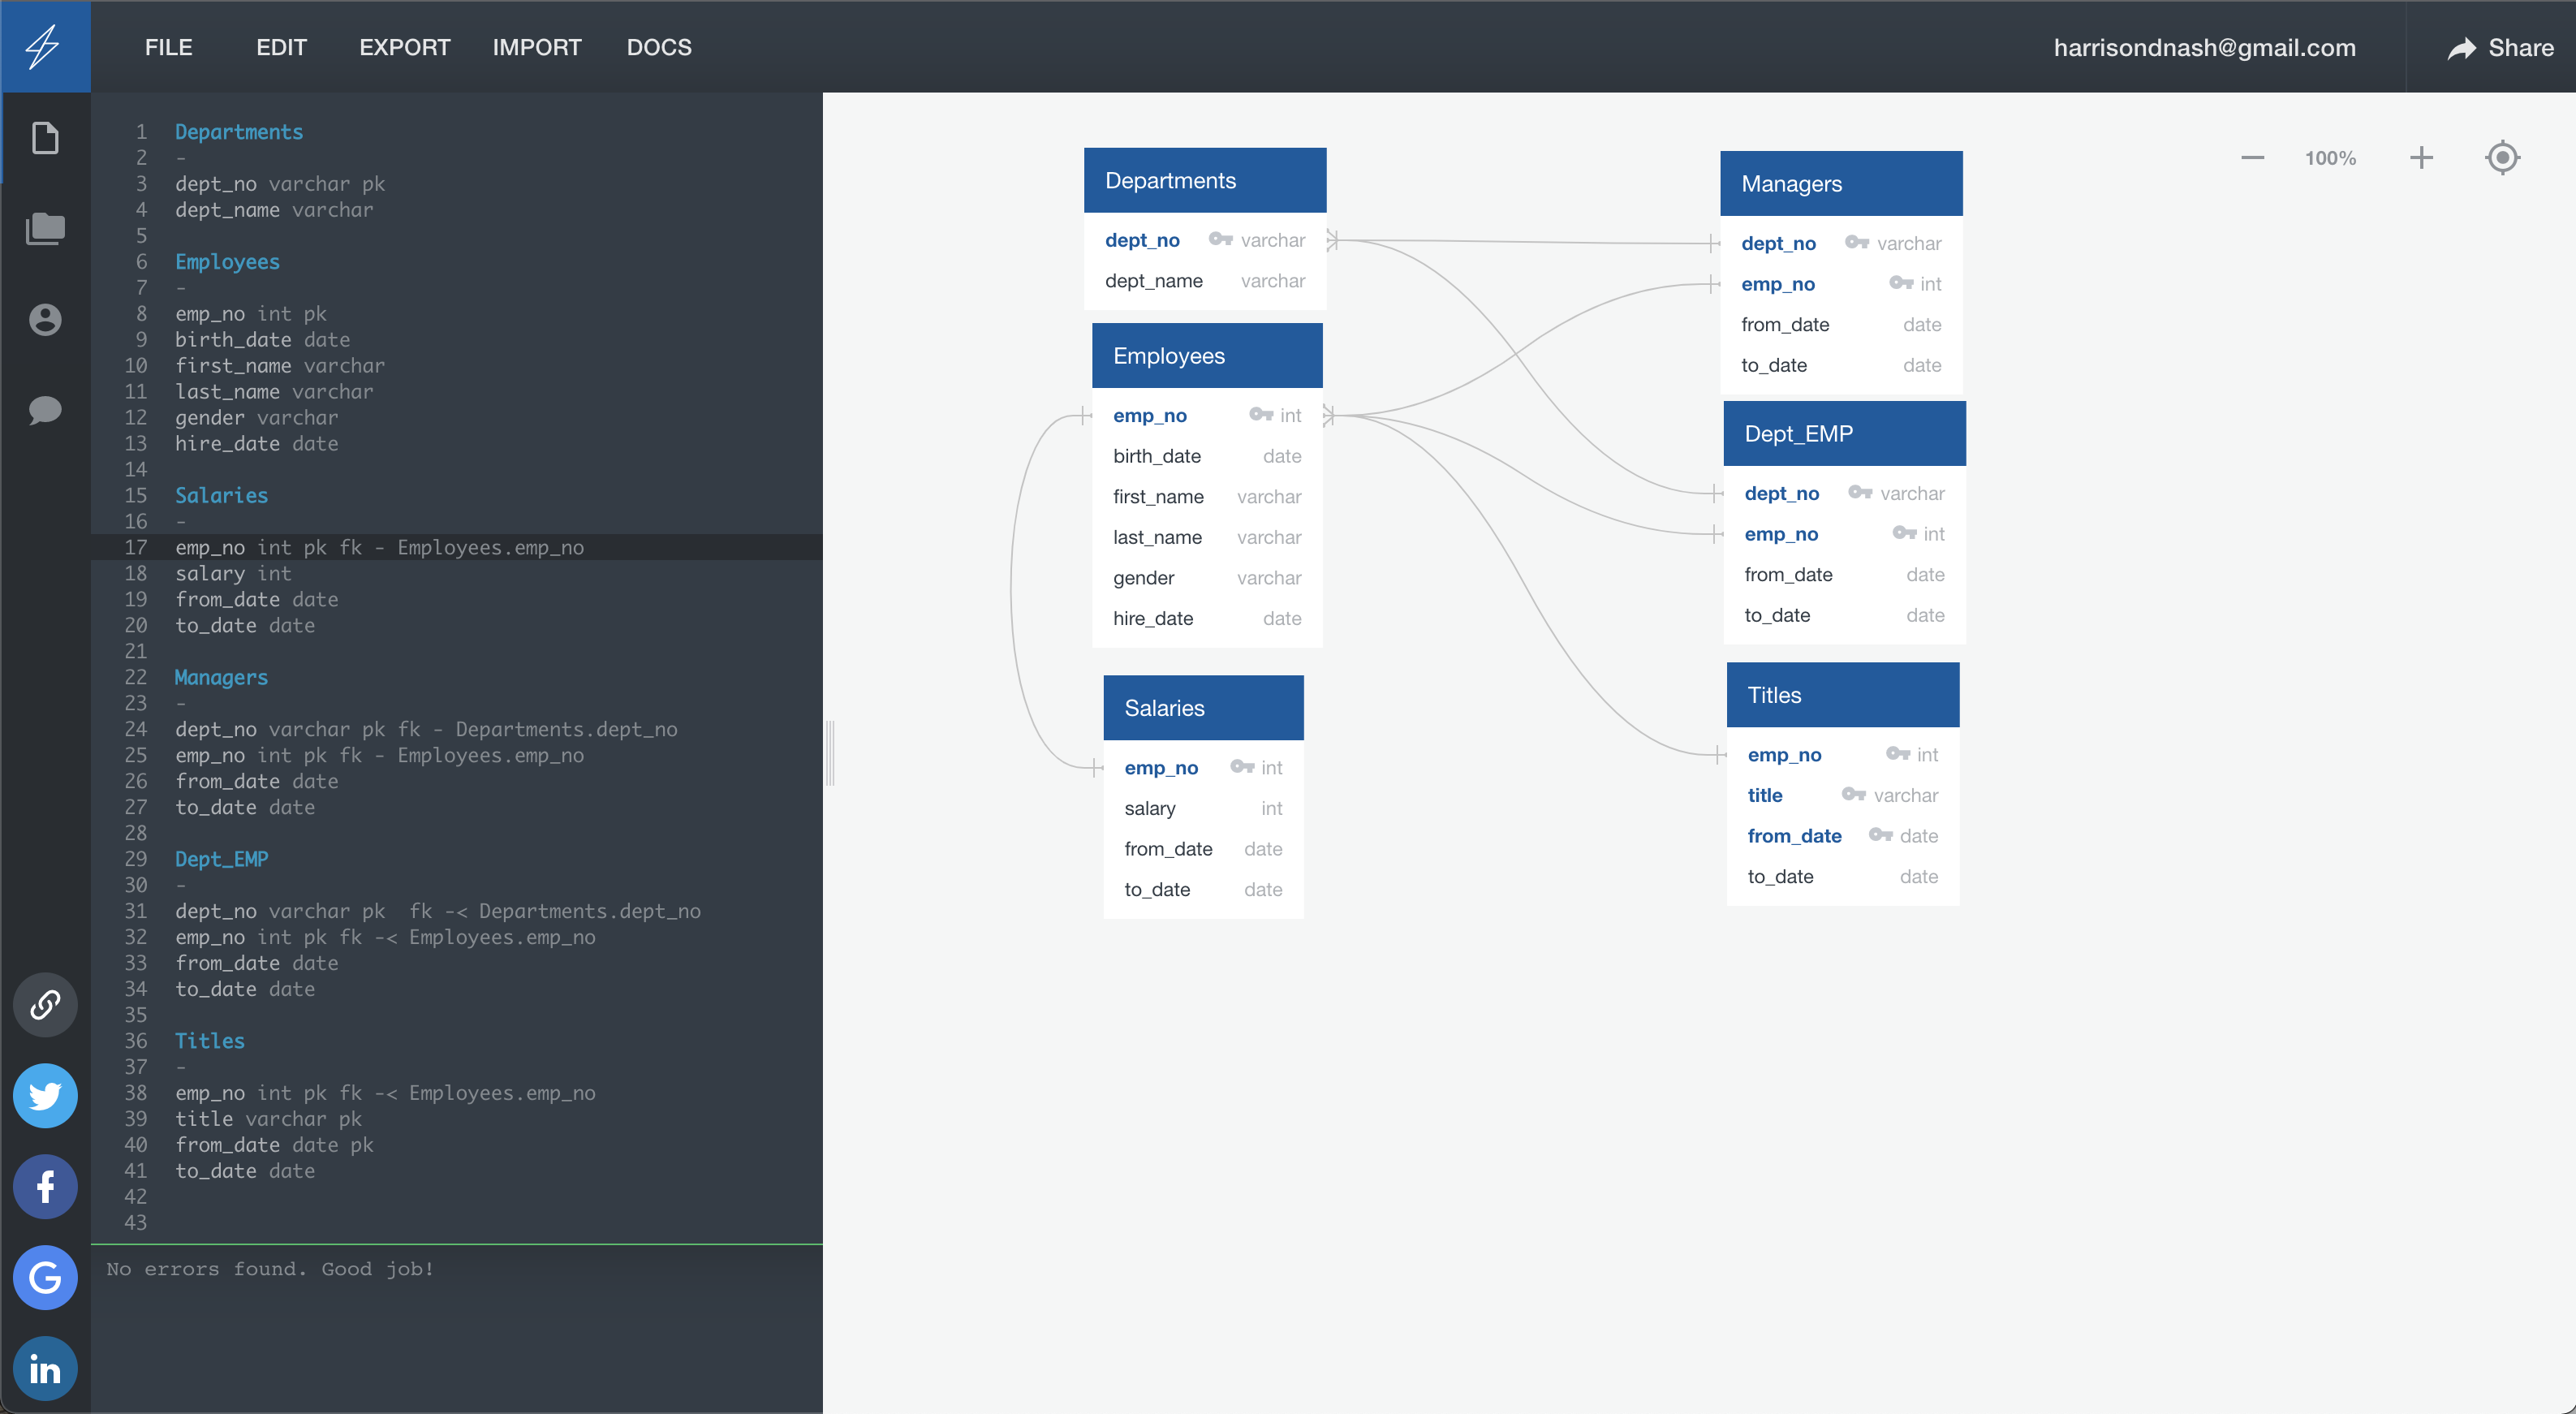 FILE EDIT EXPORT IMPORT DOCS harrisondnash@gmail.com Share
1 Departments
2 -
3 dept_no varchar pk
4 dept_name varchar
5
6 Employees
7 -
8 emp_no int pk
9 birth_date date
10 first_name varchar
11 last_name varchar
12 gender varchar
13 hire_date date
14
15 Salaries
16 -
17 emp_no int pk fk - Employees.emp_no
18 salary int
19 from_date date
20 to_date date
21
22 Managers
23 -
24 dept_no varchar pk fk - Departments.dept_no
25 emp_no int pk fk - Employees.emp_no
26 from_date date
27 to_date date
28
29 Dept_EMP
30 -
31 dept_no varchar pk  fk -< Departments.dept_no
32 emp_no int pk fk -< Employees.emp_no
33 from_date date
34 to_date date
35
36 Titles
37 -
38 emp_no int pk fk -< Employees.emp_no
39 title varchar pk
40 from_date date pk
41 to_date date
42
43
No errors found. Good job!
Departments
dept_no varchar
dept_name varchar
Employees
emp_no int
birth_date date
first_name varchar
last_name varchar
gender varchar
hire_date date
Salaries
emp_no int
salary int
from_date date
to_date date
Managers
dept_no varchar
emp_no int
from_date date
to_date date
Dept_EMP
dept_no varchar
emp_no int
from_date date
to_date date
Titles
emp_no int
title varchar
from_date date
to_date date
100%
f
G
in